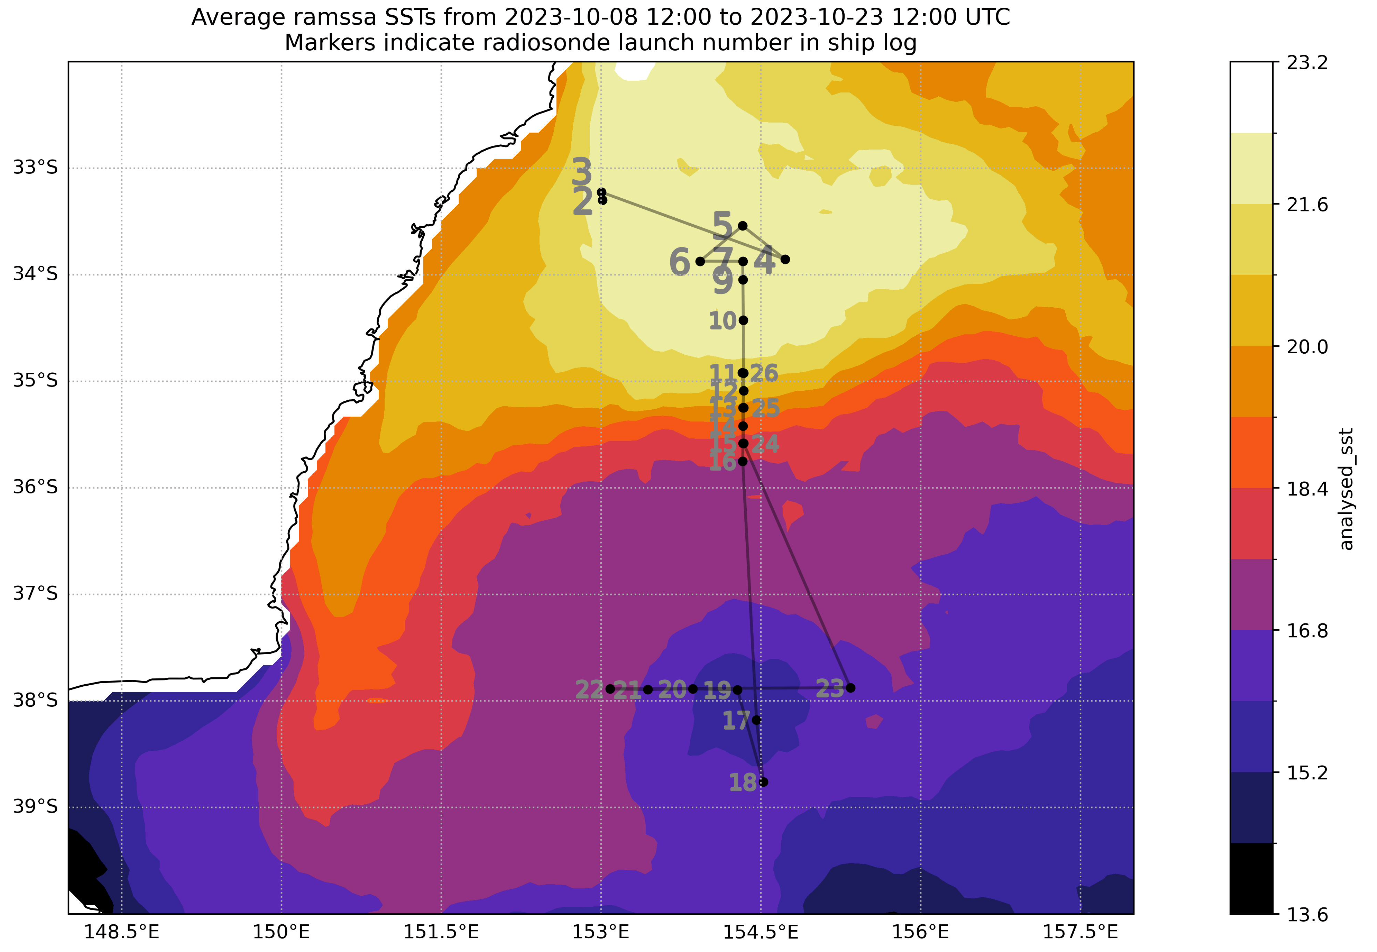 Average ramssa SSTs from 2023-10-08 12:00 to 2023-10-23 12:00 UTC
Markers indicate radiosonde launch number in ship log
23.2
21.6
20.0
18.4
16.8
15.2
13.6
analysed_sst
33°S
34°S
35°S
36°S
37°S
38°S
39°S
3
2
5
6 7 4
9
10
11 26
12
13 25
14
15 24
16
22 21 20 19 23
17
18
148.5°E 150°E 151.5°E 153°E 154.5°E 156°E 157.5°E